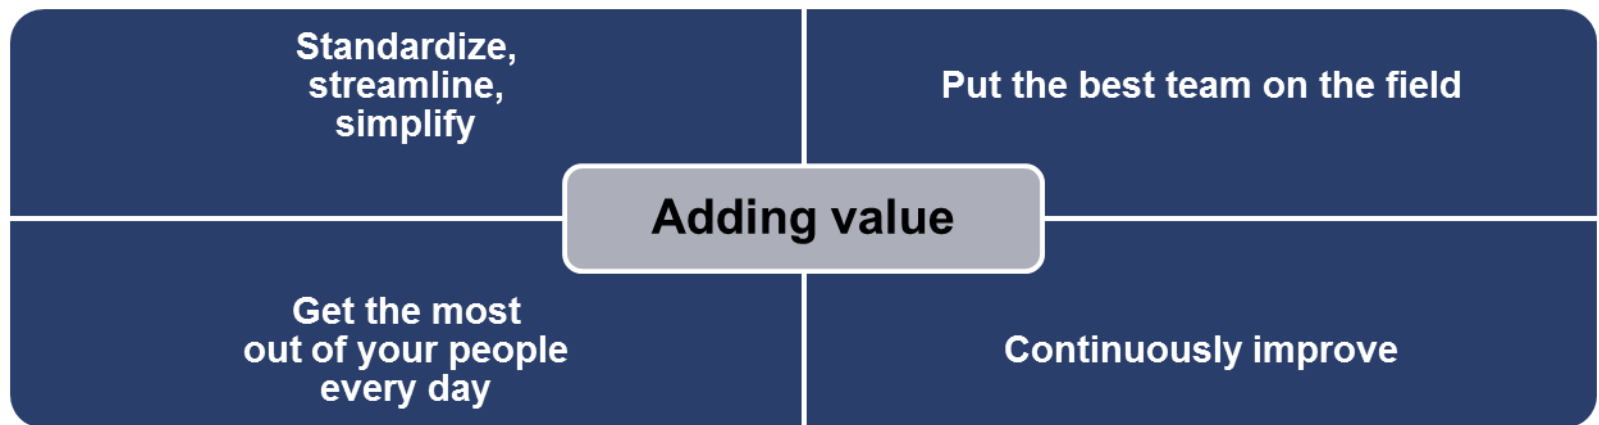 Standardize,
streamline,
simplify
Put the best team on the field
Adding value
Get the most
out of your people
every day
Continuously improve